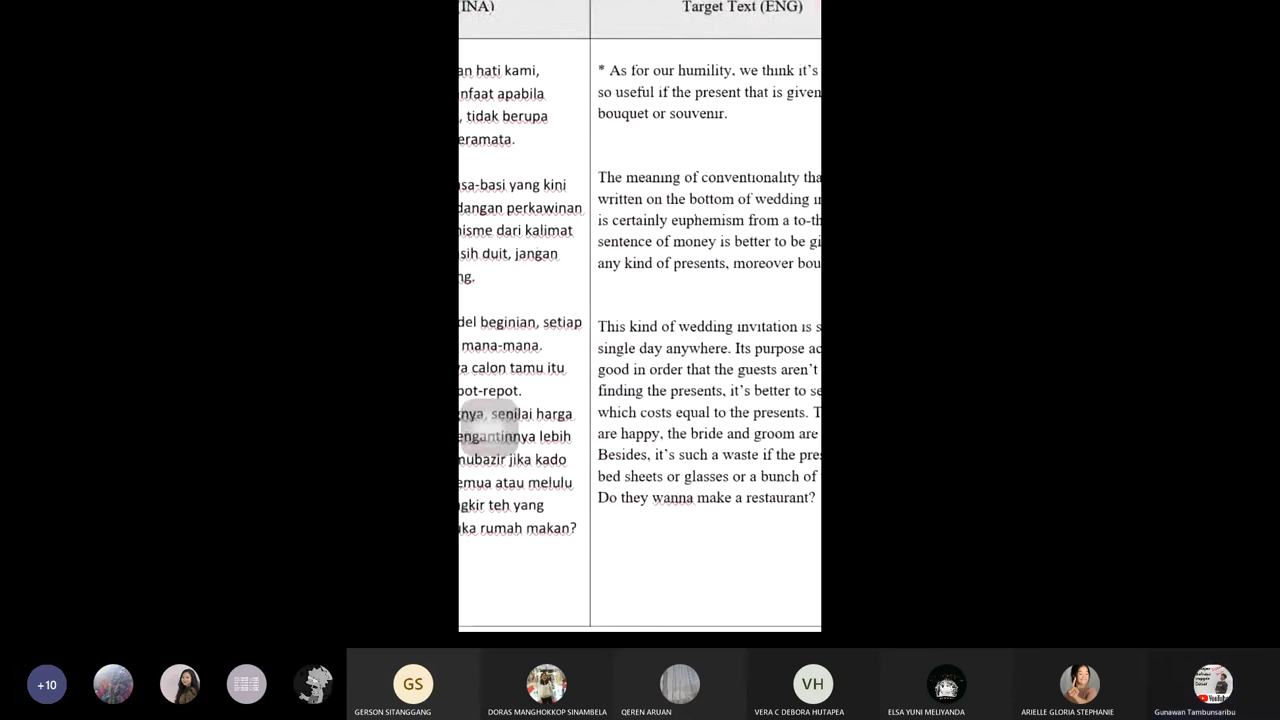 (INA)
Target Text (ENG)
an hati kami,
nfaat apabila
, tidak berupa
eramata.
asa-basi yang kini
dangan perkawinan
nisme dari kalimat
sih duit, jangan
ng,
del beginian, setiap
mana-mana.
ya calon tamu itu
pot-repot.
gnya, senilai harga
engantinnya lebih
mubazir jika kado
emua atau melulu
gkir teh yang
uka rumah makan?
* As for our humility, we think it's
so useful if the present that is given
bouquet or souvenir.
The meaning of conventionality tha
written on the bottom of wedding in
is certainly euphemism from a to-th
sentence of money is better to be gi
any kind of presents, moreover bou
This kind of wedding invitation is s
single day anywhere. Its purpose ac
good in order that the guests aren't
finding the presents, it's better to se
which costs equal to the presents. T
are happy, the bride and groom are
Besides, it's such a waste if the pres
bed sheets or glasses or a bunch of
Do they wanna make a restaurant?
+10
GS
VH
GERSON SITANGGANG
DORAS MANGHOKKOP SINAMBELA
QEREN ARUAN
VERA C DEBORA HUTAPEA
ELSA YUNI MELIYANDA
ARIELLE GLORIA STEPHANIE
Gunawan Tambunsaribu
YouTube